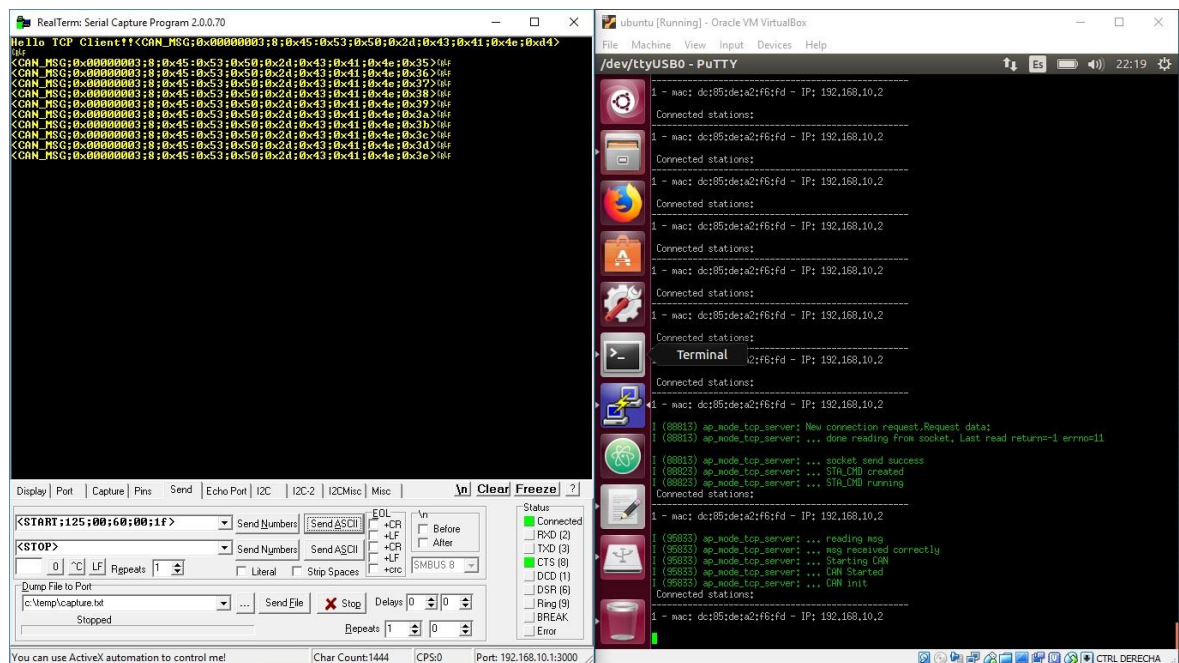 RealTerm: Serial Capture Program 2.0.0.70
Hello TCP Client!!<CAN_MSG;0x00000003;8;0x45:0x53;0x50;0x2d;0x43;0x41;0x4e;0xd4>
CRLF
<CAN_MSG;0x00000003;8;0x45:0x53;0x50;0x2d;0x43;0x41;0x4e;0x35>CRLF
<CAN_MSG;0x00000003;8;0x45:0x53;0x50;0x2d;0x43;0x41;0x4e;0x36>CRLF
<CAN_MSG;0x00000003;8;0x45:0x53;0x50;0x2d;0x43;0x41;0x4e;0x37>CRLF
<CAN_MSG;0x00000003;8;0x45:0x53;0x50;0x2d;0x43;0x41;0x4e;0x38>CRLF
<CAN_MSG;0x00000003;8;0x45:0x53;0x50;0x2d;0x43;0x41;0x4e;0x39>CRLF
<CAN_MSG;0x00000003;8;0x45:0x53;0x50;0x2d;0x43;0x41;0x4e;0x3a>CRLF
<CAN_MSG;0x00000003;8;0x45:0x53;0x50;0x2d;0x43;0x41;0x4e;0x3b>CRLF
<CAN_MSG;0x00000003;8;0x45:0x53;0x50;0x2d;0x43;0x41;0x4e;0x3c>CRLF
<CAN_MSG;0x00000003;8;0x45:0x53;0x50;0x2d;0x43;0x41;0x4e;0x3d>CRLF
<CAN_MSG;0x00000003;8;0x45:0x53;0x50;0x2d;0x43;0x41;0x4e;0x3e>CRLF
Display Port Capture Pins Send Echo Port I2C I2C-2 I2CMisc Misc \n Clear Freeze ?
<START;125;00;60;00;1f> Send Numbers Send ASCII
<STOP> Send Numbers Send ASCII
EOL
+CR
+LF
+CR
+LF
+crc
\n
Before
After
SMBUS 8
0 ^C LF Repeats 1 Literal Strip Spaces
Dump File to Port
c:\temp\capture.txt ... Send File Stop Delays 0 0
Stopped
Repeats 1 0
Status
Connected
RXD (2)
TXD (3)
CTS (8)
DCD (1)
DSR (6)
Ring (9)
BREAK
Error
You can use ActiveX automation to control me! Char Count:1444 CPS:0 Port: 192.168.10.1:3000
ubuntu [Running] - Oracle VM VirtualBox
File Machine View Input Devices Help
/dev/ttyUSB0 - PuTTY Es 22:19
1 - mac: dc:85:de:a2:f6:fd - IP: 192.168.10.2
Connected stations:
1 - mac: dc:85:de:a2:f6:fd - IP: 192.168.10.2
Connected stations:
1 - mac: dc:85:de:a2:f6:fd - IP: 192.168.10.2
Connected stations:
1 - mac: dc:85:de:a2:f6:fd - IP: 192.168.10.2
Connected stations:
1 - mac: dc:85:de:a2:f6:fd - IP: 192.168.10.2
Connected stations:
1 - mac: dc:85:de:a2:f6:fd - IP: 192.168.10.2
Connected stations:
Terminal
2:f6:fd - IP: 192.168.10.2
Connected stations:
1 - mac: dc:85:de:a2:f6:fd - IP: 192.168.10.2
I (88813) ap_mode_tcp_server: New connection request,Request data:
I (88813) ap_mode_tcp_server: ... done reading from socket. Last read return=-1 errno=11
I (88813) ap_mode_tcp_server: ... socket send success
I (88823) ap_mode_tcp_server: ... STA_CMD created
I (88823) ap_mode_tcp_server: ... STA_CMD running
Connected stations:
1 - mac: dc:85:de:a2:f6:fd - IP: 192.168.10.2
I (95833) ap_mode_tcp_server: ... reading msg
I (95833) ap_mode_tcp_server: ... msg received correctly
I (95833) ap_mode_tcp_server: ... Starting CAN
I (95833) ap_mode_tcp_server: ... CAN Started
I (95833) ap_mode_tcp_server: ... CAN init
Connected stations:
1 - mac: dc:85:de:a2:f6:fd - IP: 192.168.10.2
CTRL DERECHA